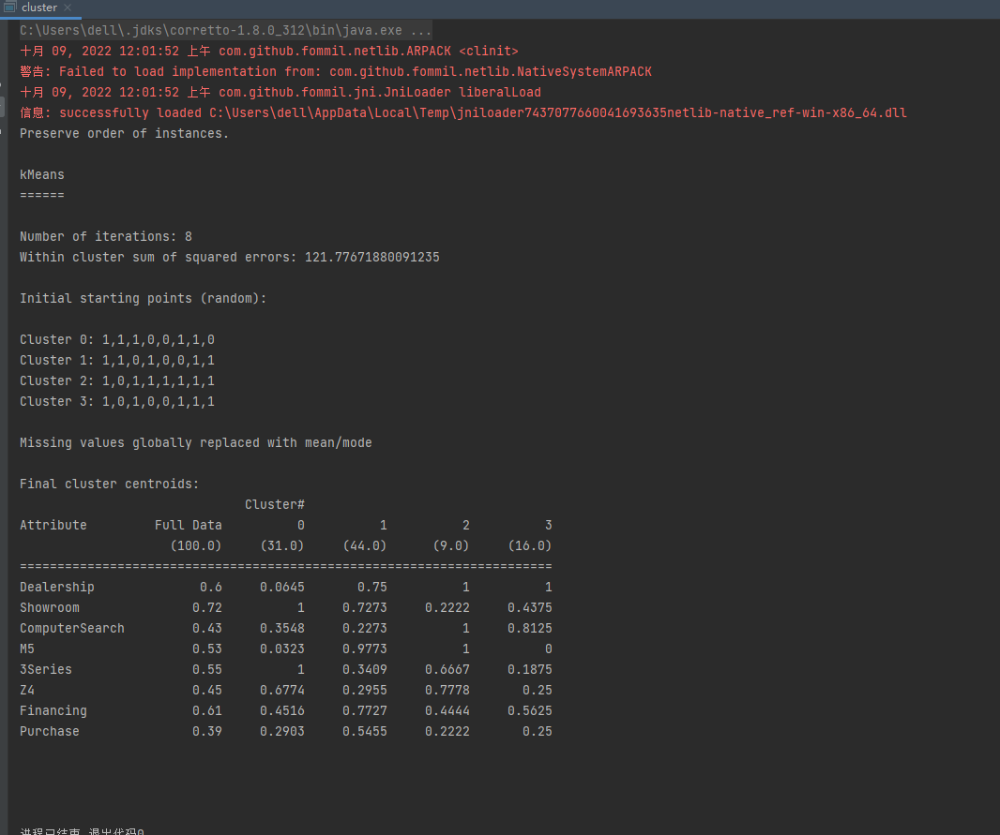 cluster
C:\Users\dell\.jdks\corretto-1.8.0_312\bin\java.exe ...
十月 09, 2022 12:01:52 上午 com.github.fommil.netlib.ARPACK <clinit>
警告: Failed to load implementation from: com.github.fommil.netlib.NativeSystemARPACK
十月 09, 2022 12:01:52 上午 com.github.fommil.jni.JniLoader liberalLoad
信息: successfully loaded C:\Users\dell\AppData\Local\Temp\jniloader7437077660041693635netlib-native_ref-win-x86_64.dll
Preserve order of instances.
kMeans
======
Number of iterations: 8
Within cluster sum of squared errors: 121.77671880091235
Initial starting points (random):
Cluster 0: 1,1,1,0,0,1,1,0
Cluster 1: 1,1,0,1,0,0,1,1
Cluster 2: 1,0,1,1,1,1,1,1
Cluster 3: 1,0,1,0,0,1,1,1
Missing values globally replaced with mean/mode
Final cluster centroids:
Cluster#
Attribute Full Data 0 1 2 3
(100.0) (31.0) (44.0) (9.0) (16.0)
=======================================================================
Dealership 0.6 0.0645 0.75 1 1
Showroom 0.72 1 0.7273 0.2222 0.4375
ComputerSearch 0.43 0.3548 0.2273 1 0.8125
M5 0.53 0.0323 0.9773 1 0
3Series 0.55 1 0.3409 0.6667 0.1875
Z4 0.45 0.6774 0.2955 0.7778 0.25
Financing 0.61 0.4516 0.7727 0.4444 0.5625
Purchase 0.39 0.2903 0.5455 0.2222 0.25
进程已结束,退出代码0